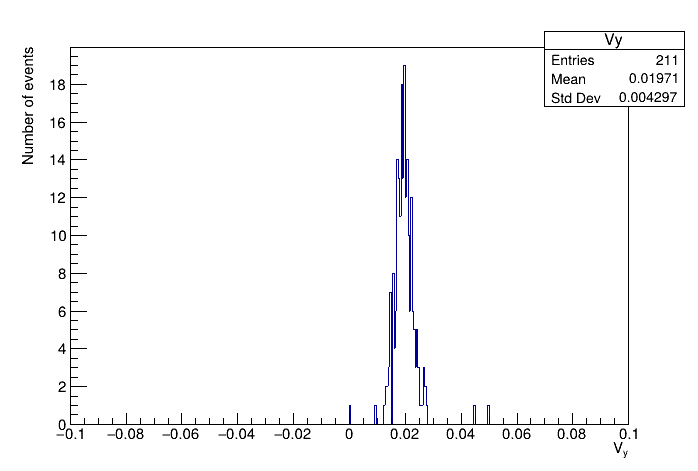 Vy
Entries 211
Mean 0.01971
Std Dev 0.004297
Number of events
18
16
14
12
10
8
6
4
2
0
−0.1 −0.08 −0.06 −0.04 −0.02 0 0.02 0.04 0.06 0.08 0.1
Vy